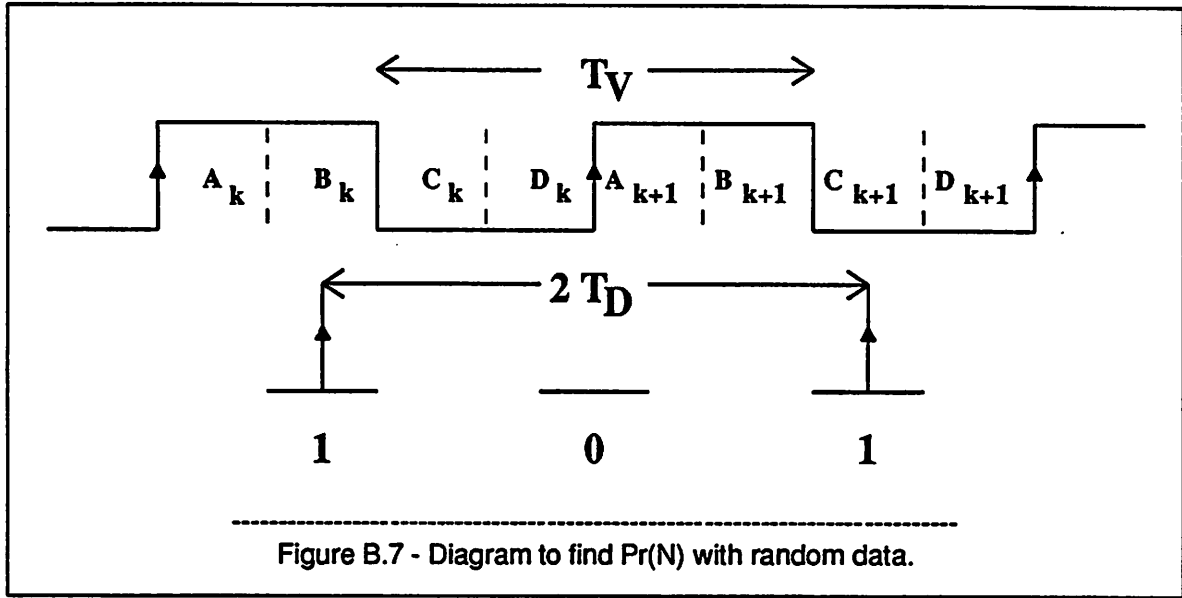 T_V
A_k B_k C_k D_k A_k+1 B_k+1 C_k+1 D_k+1
2 T_D
1 0 1
Figure B.7 - Diagram to find Pr(N) with random data.